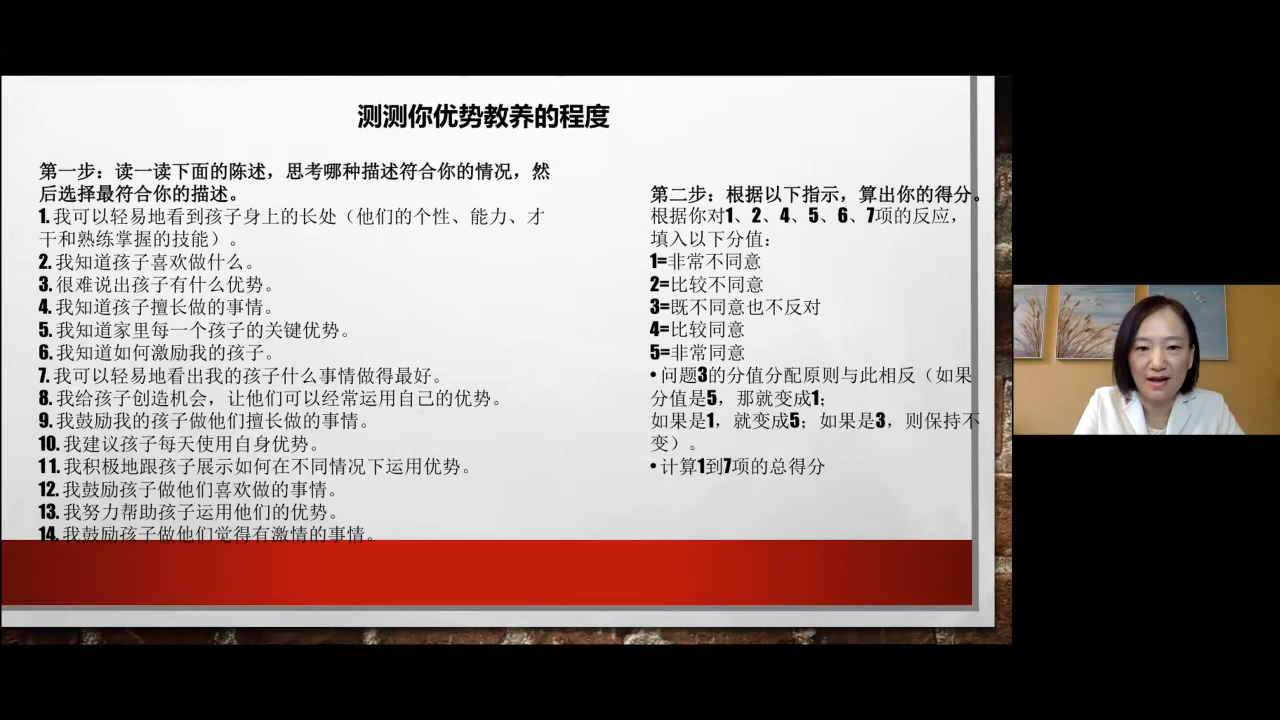 测测你优势教养的程度
第一步：读一读下面的陈述，思考哪种描述符合你的情况，然
后选择最符合你的描述。
1. 我可以轻易地看到孩子身上的长处（他们的个性、能力、才
干和熟练掌握的技能）。
2. 我知道孩子喜欢做什么。
3. 很难说出孩子有什么优势。
4. 我知道孩子擅长做的事情。
5. 我知道家里每一个孩子的关键优势。
6. 我知道如何激励我的孩子。
7. 我可以轻易地看出我的孩子什么事情做得最好。
8. 我给孩子创造机会，让他们可以经常运用自己的优势。
9. 我鼓励我的孩子做他们擅长做的事情。
10. 我建议孩子每天使用自身优势。
11. 我积极地跟孩子展示如何在不同情况下运用优势。
12. 我鼓励孩子做他们喜欢做的事情。
13. 我努力帮助孩子运用他们的优势。
14. 我鼓励孩子做他们觉得有激情的事情。
第二步：根据以下指示，算出你的得分。
根据你对1、2、4、5、6、7项的反应，
填入以下分值：
1=非常不同意
2=比较不同意
3=既不同意也不反对
4=比较同意
5=非常同意
• 问题3的分值分配原则与此相反（如果
分值是5，那就变成1；
如果是1，就变成5；如果是3，则保持不
变）。
• 计算1到7项的总得分